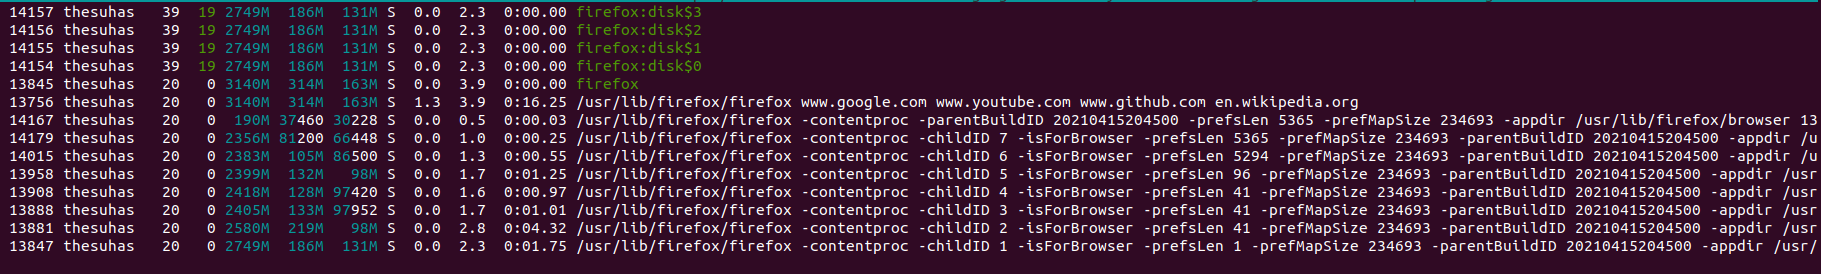 14157 thesuhas 39 19 2749M 186M 131M S 0.0 2.3 0:00.00 firefox:disk$3
14156 thesuhas 39 19 2749M 186M 131M S 0.0 2.3 0:00.00 firefox:disk$2
14155 thesuhas 39 19 2749M 186M 131M S 0.0 2.3 0:00.00 firefox:disk$1
14154 thesuhas 39 19 2749M 186M 131M S 0.0 2.3 0:00.00 firefox:disk$0
13845 thesuhas 20 0 3140M 314M 163M S 0.0 3.9 0:00.00 firefox
13756 thesuhas 20 0 3140M 314M 163M S 1.3 3.9 0:16.25 /usr/lib/firefox/firefox www.google.com www.youtube.com www.github.com en.wikipedia.org
14167 thesuhas 20 0 190M 37460 30228 S 0.0 0.5 0:00.03 /usr/lib/firefox/firefox -contentproc -parentBuildID 20210415204500 -prefsLen 5365 -prefMapSize 234693 -appdir /usr/lib/firefox/browser 13
14179 thesuhas 20 0 2356M 81200 66448 S 0.0 1.0 0:00.25 /usr/lib/firefox/firefox -contentproc -childID 7 -isForBrowser -prefsLen 5365 -prefMapSize 234693 -parentBuildID 20210415204500 -appdir /u
14015 thesuhas 20 0 2383M 105M 86500 S 0.0 1.3 0:00.55 /usr/lib/firefox/firefox -contentproc -childID 6 -isForBrowser -prefsLen 5294 -prefMapSize 234693 -parentBuildID 20210415204500 -appdir /u
13958 thesuhas 20 0 2399M 132M 98M S 0.0 1.7 0:01.25 /usr/lib/firefox/firefox -contentproc -childID 5 -isForBrowser -prefsLen 96 -prefMapSize 234693 -parentBuildID 20210415204500 -appdir /usr
13908 thesuhas 20 0 2418M 128M 97420 S 0.0 1.6 0:00.97 /usr/lib/firefox/firefox -contentproc -childID 4 -isForBrowser -prefsLen 41 -prefMapSize 234693 -parentBuildID 20210415204500 -appdir /usr
13888 thesuhas 20 0 2405M 133M 97952 S 0.0 1.7 0:01.01 /usr/lib/firefox/firefox -contentproc -childID 3 -isForBrowser -prefsLen 41 -prefMapSize 234693 -parentBuildID 20210415204500 -appdir /usr
13881 thesuhas 20 0 2580M 219M 98M S 0.0 2.8 0:04.32 /usr/lib/firefox/firefox -contentproc -childID 2 -isForBrowser -prefsLen 41 -prefMapSize 234693 -parentBuildID 20210415204500 -appdir /usr
13847 thesuhas 20 0 2749M 186M 131M S 0.0 2.3 0:01.75 /usr/lib/firefox/firefox -contentproc -childID 1 -isForBrowser -prefsLen 1 -prefMapSize 234693 -parentBuildID 20210415204500 -appdir /usr/